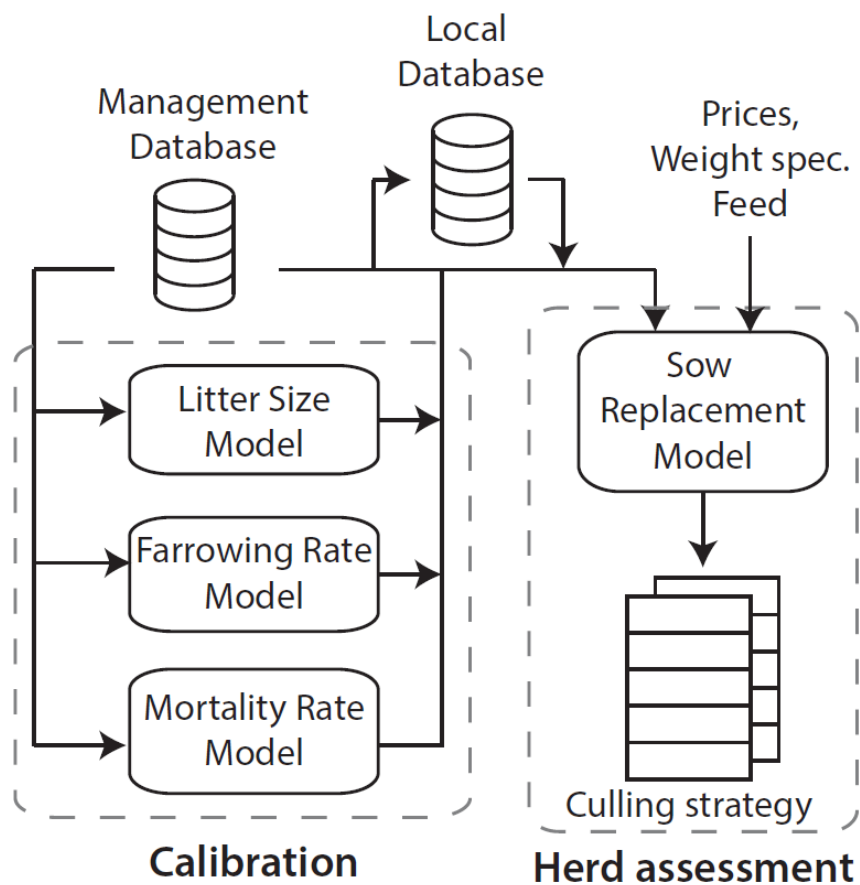 Local
Database
Management
Database
Prices,
Weight spec.
Feed
Litter Size
Model
Sow
Replacement
Model
Farrowing Rate
Model
Mortality Rate
Model
Culling strategy
Calibration
Herd assessment